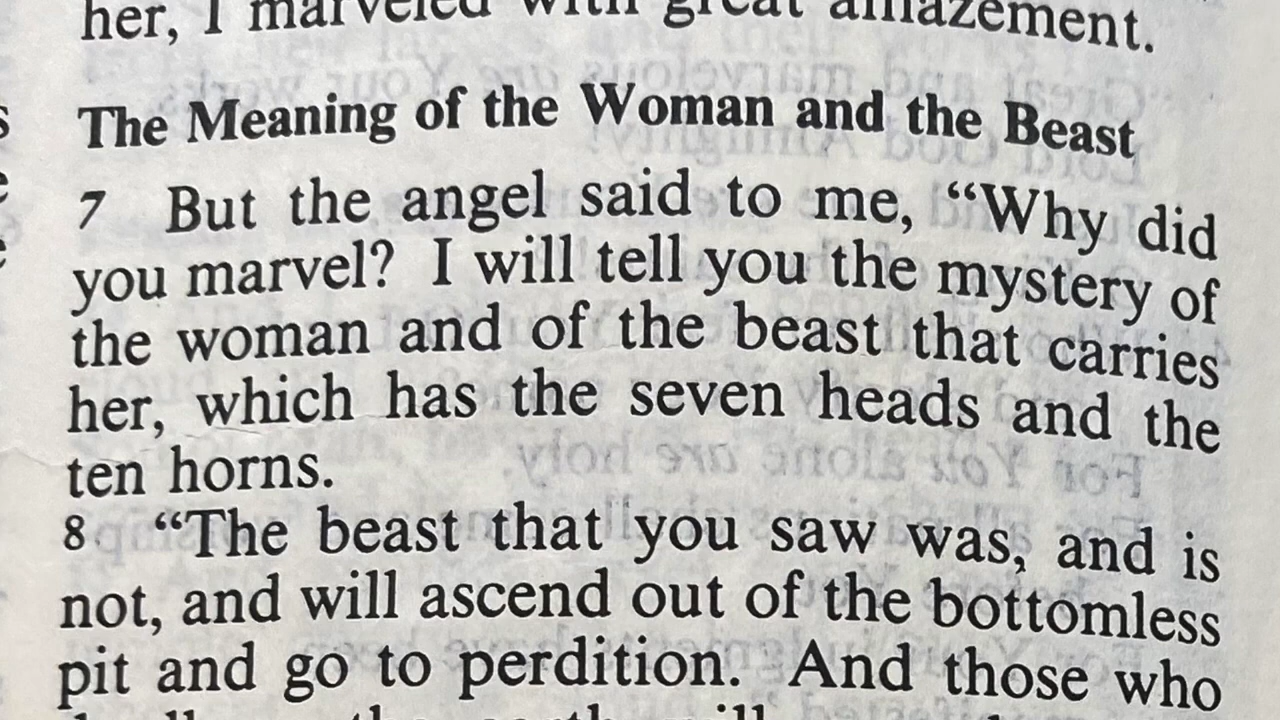 her, I marveled with great amazement.
The Meaning of the Woman and the Beast
7 But the angel said to me, “Why did
you marvel? I will tell you the mystery of
the woman and of the beast that carries
her, which has the seven heads and the
ten horns.
8 “The beast that you saw was, and is
not, and will ascend out of the bottomless
pit and go to perdition. And those who
the earth will